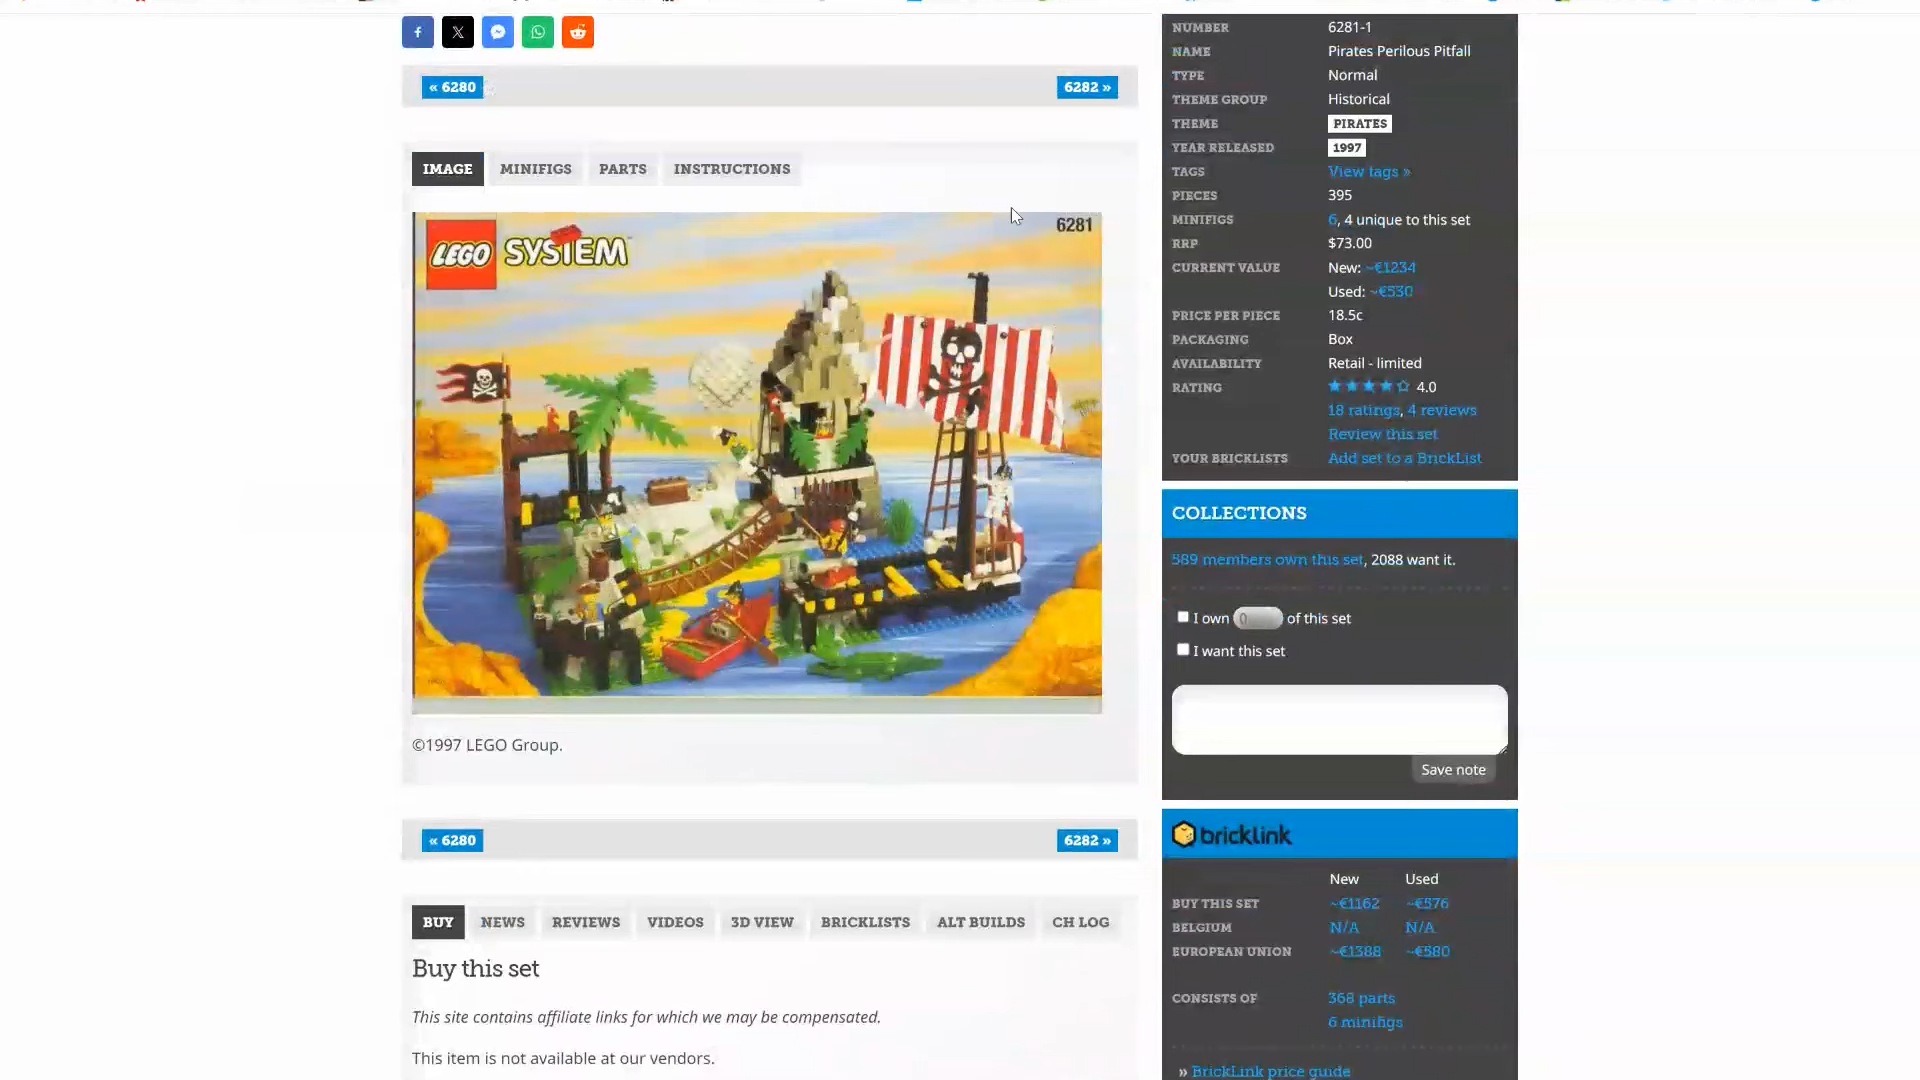 « 6280
6282 »
IMAGE
MINIFIGS
PARTS
INSTRUCTIONS
LEGO SYSTEM
6281
©1997 LEGO Group.
« 6280
6282 »
BUY
NEWS
REVIEWS
VIDEOS
3D VIEW
BRICKLISTS
ALT BUILDS
CH LOG
Buy this set
This site contains affiliate links for which we may be compensated.
This item is not available at our vendors.
NUMBER 6281-1
NAME Pirates Perilous Pitfall
TYPE Normal
THEME GROUP Historical
THEME PIRATES
YEAR RELEASED 1997
TAGS View tags »
PIECES 395
MINIFIGS 6, 4 unique to this set
RRP $73.00
CURRENT VALUE New: ~€1234
Used: ~€530
PRICE PER PIECE 18.5c
PACKAGING Box
AVAILABILITY Retail - limited
RATING 4.0
18 ratings, 4 reviews
Review this set
YOUR BRICKLISTS Add set to a BrickList
COLLECTIONS
589 members own this set, 2088 want it.
I own 0 of this set
I want this set
Save note
bricklink
New Used
BUY THIS SET ~€1162 ~€576
BELGIUM N/A N/A
EUROPEAN UNION ~€1388 ~€580
CONSISTS OF 368 parts
6 minifigs
» BrickLink price guide